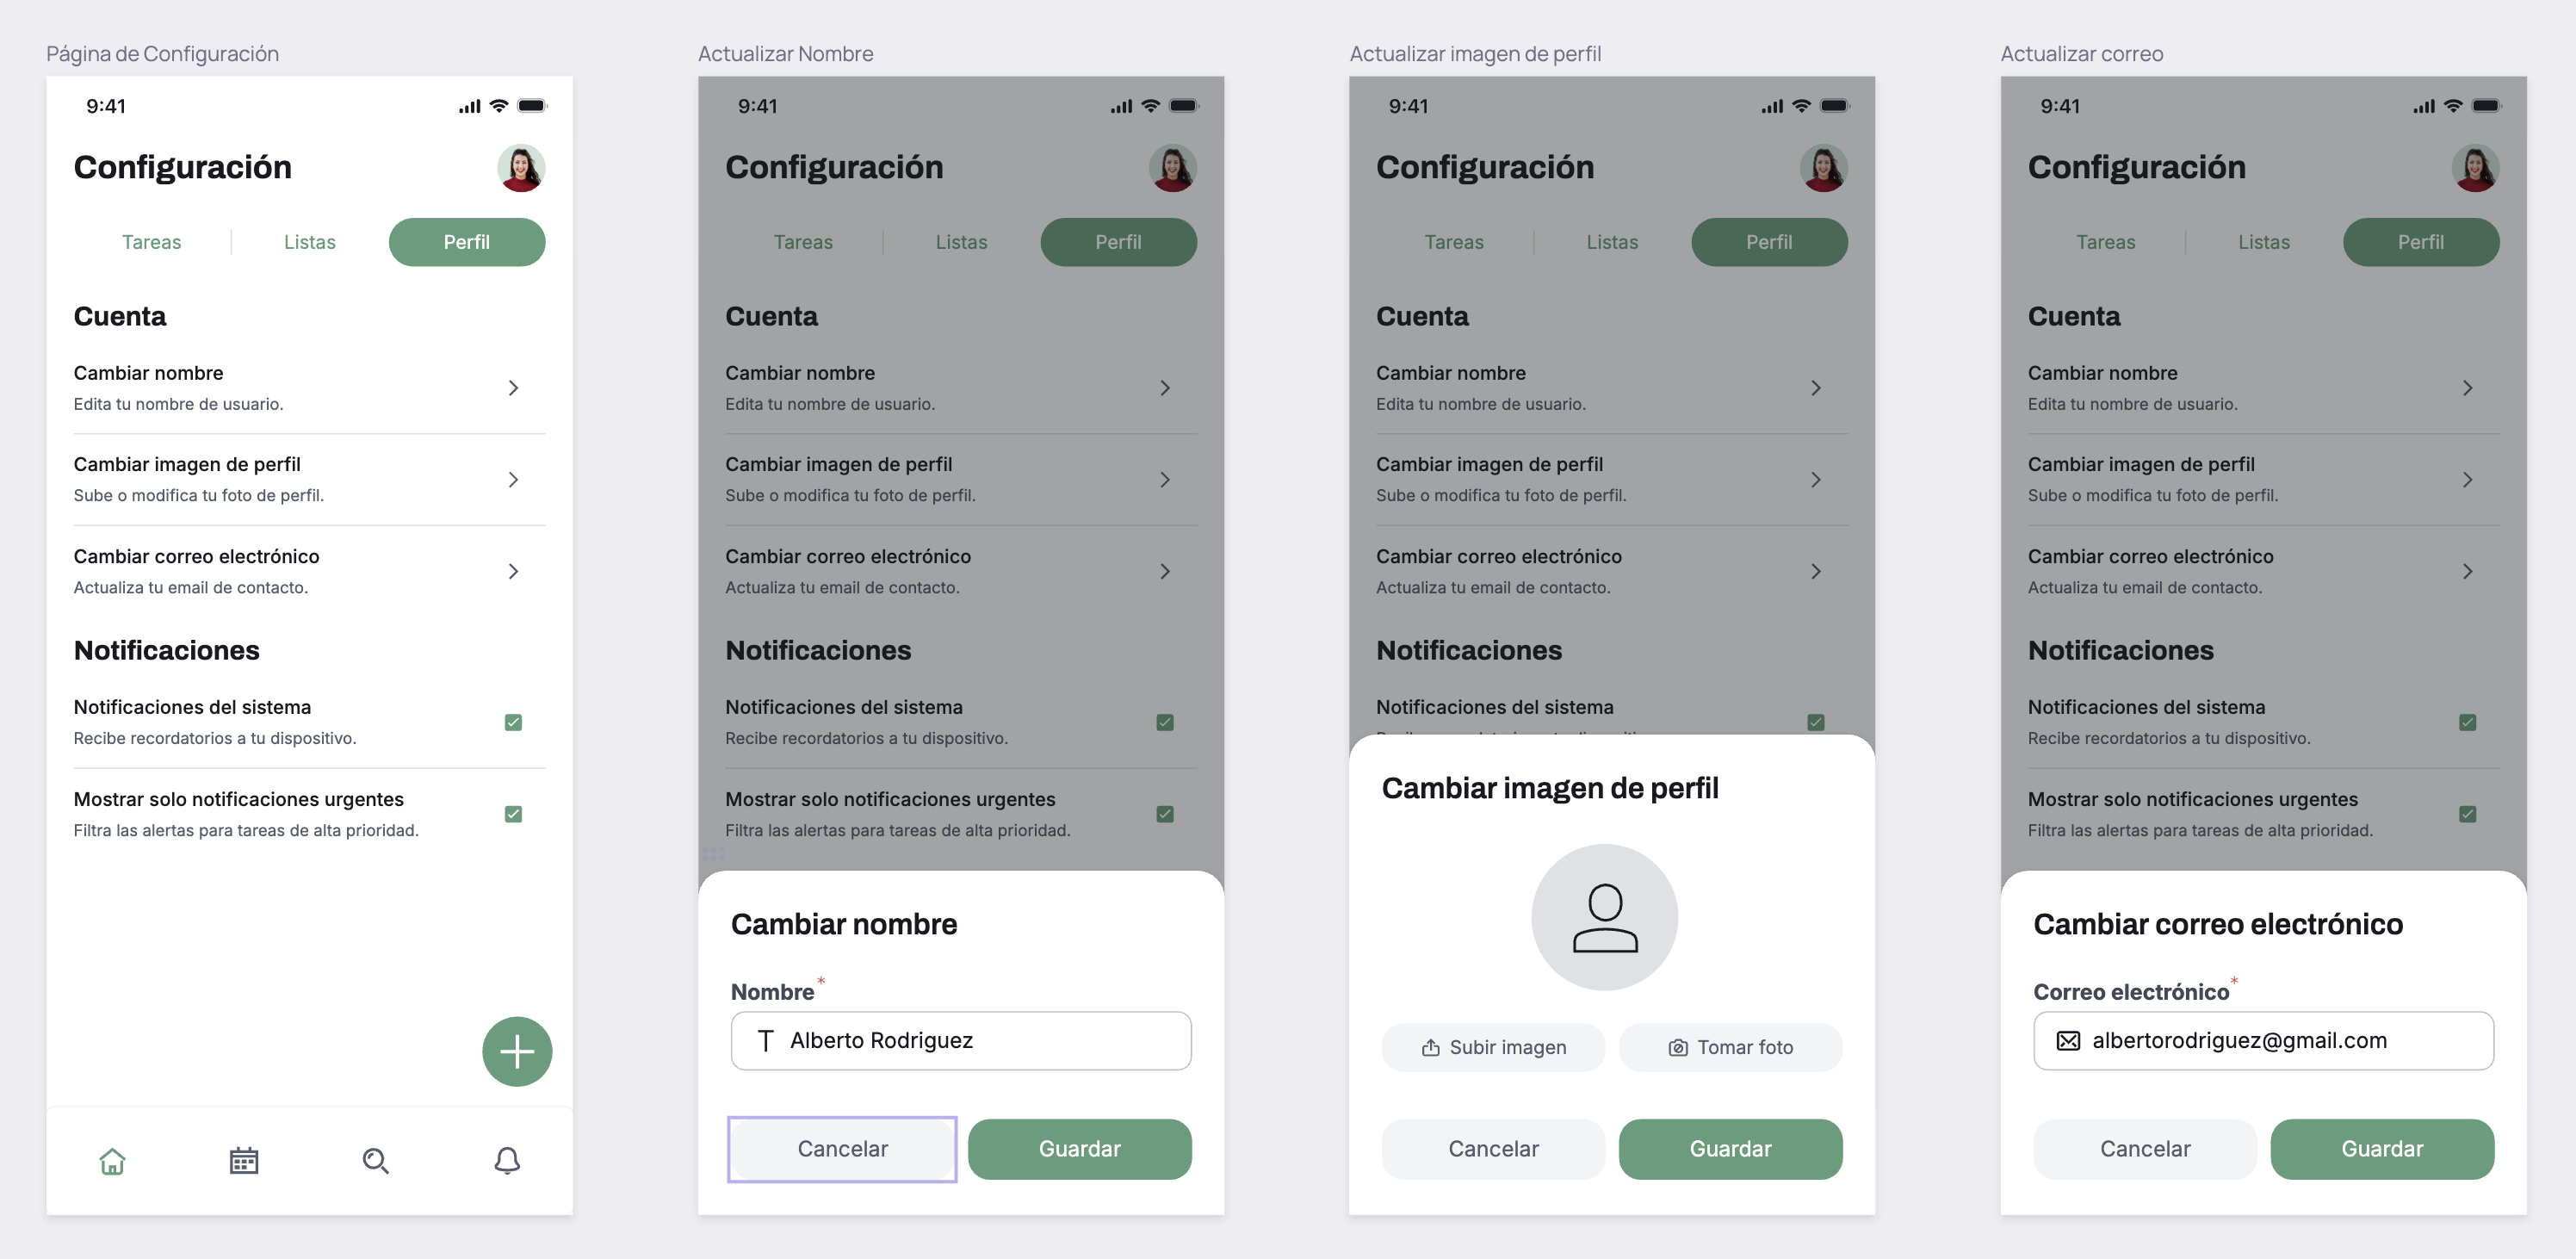 Página de Configuración
9:41
Configuración
Tareas
Listas
Perfil
Cuenta
Cambiar nombre
Edita tu nombre de usuario.
Cambiar imagen de perfil
Sube o modifica tu foto de perfil.
Cambiar correo electrónico
Actualiza tu email de contacto.
Notificaciones
Notificaciones del sistema
Recibe recordatorios a tu dispositivo.
Mostrar solo notificaciones urgentes
Filtra las alertas para tareas de alta prioridad.
Actualizar Nombre
9:41
Configuración
Tareas
Listas
Perfil
Cuenta
Cambiar nombre
Edita tu nombre de usuario.
Cambiar imagen de perfil
Sube o modifica tu foto de perfil.
Cambiar correo electrónico
Actualiza tu email de contacto.
Notificaciones
Notificaciones del sistema
Recibe recordatorios a tu dispositivo.
Mostrar solo notificaciones urgentes
Filtra las alertas para tareas de alta prioridad.
Cambiar nombre
Nombre*
Alberto Rodriguez
Cancelar
Guardar
Actualizar imagen de perfil
9:41
Configuración
Tareas
Listas
Perfil
Cuenta
Cambiar nombre
Edita tu nombre de usuario.
Cambiar imagen de perfil
Sube o modifica tu foto de perfil.
Cambiar correo electrónico
Actualiza tu email de contacto.
Notificaciones
Notificaciones del sistema
Cambiar imagen de perfil
Subir imagen
Tomar foto
Cancelar
Guardar
Actualizar correo
9:41
Configuración
Tareas
Listas
Perfil
Cuenta
Cambiar nombre
Edita tu nombre de usuario.
Cambiar imagen de perfil
Sube o modifica tu foto de perfil.
Cambiar correo electrónico
Actualiza tu email de contacto.
Notificaciones
Notificaciones del sistema
Recibe recordatorios a tu dispositivo.
Mostrar solo notificaciones urgentes
Filtra las alertas para tareas de alta prioridad.
Cambiar correo electrónico
Correo electrónico*
albertorodriguez@gmail.com
Cancelar
Guardar